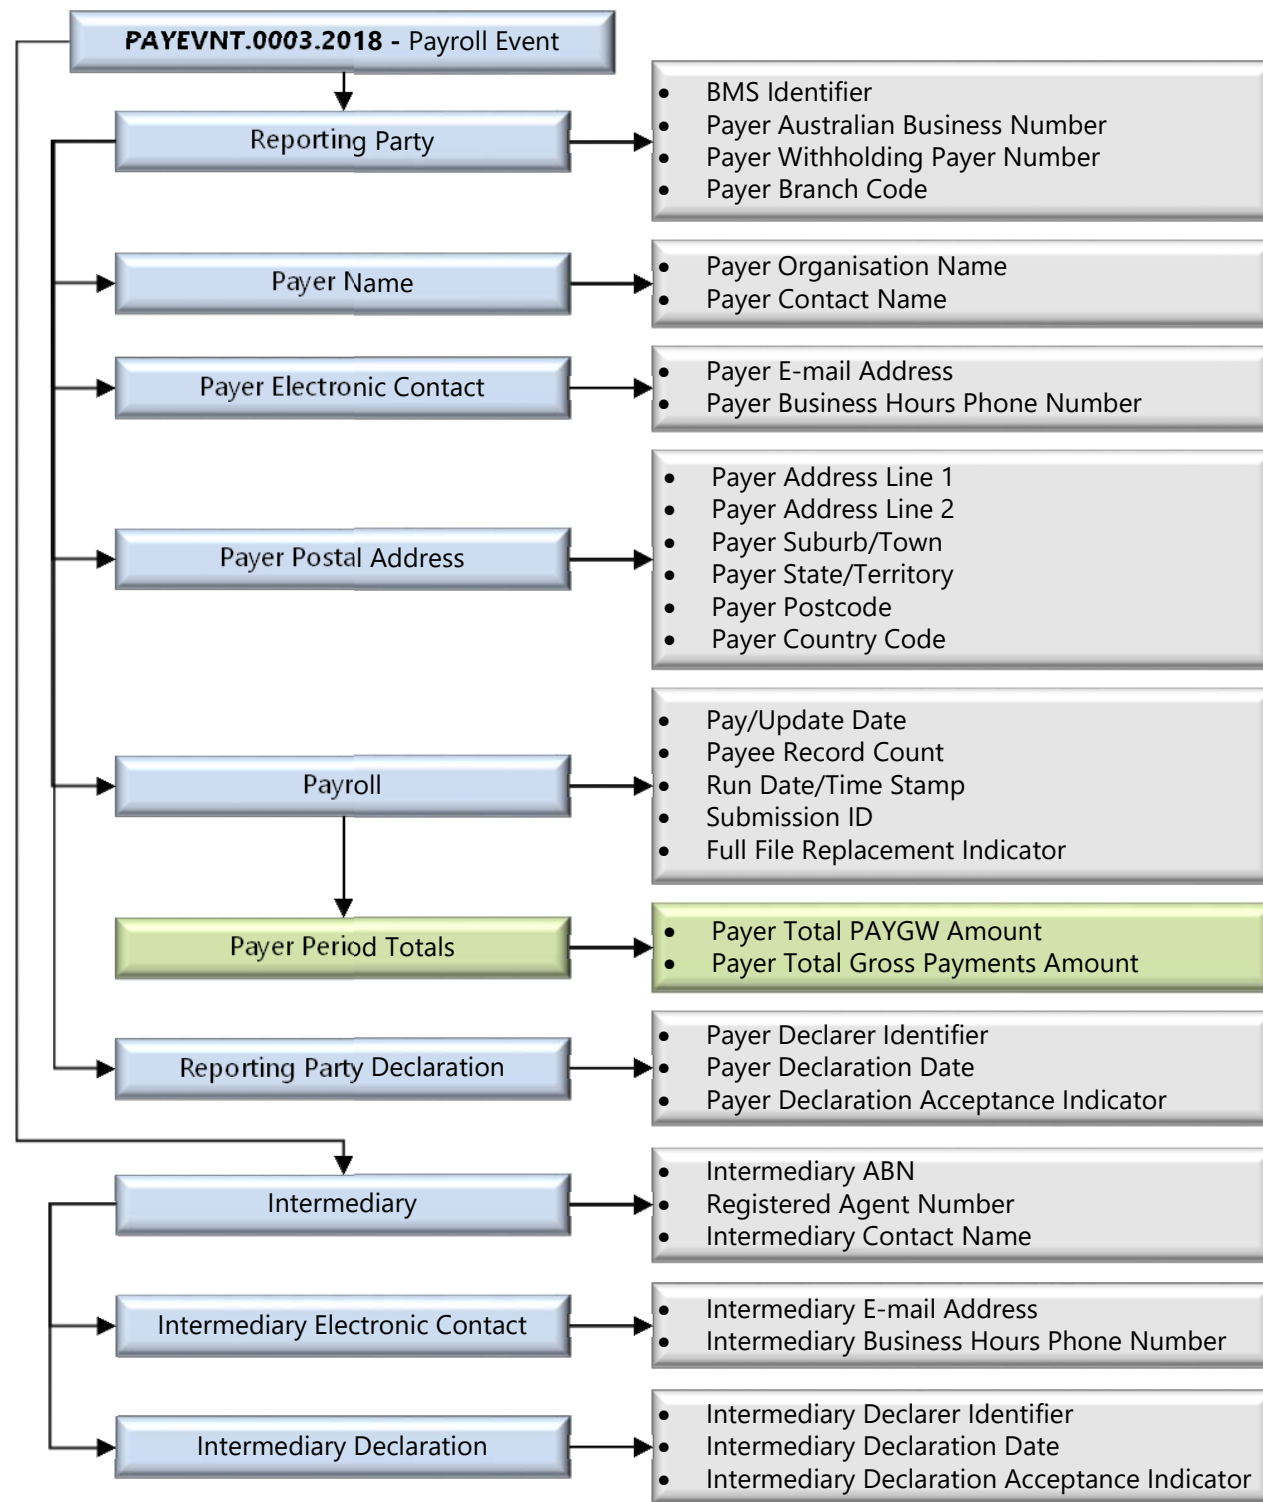 PAYEVNT.0003.2018 - Payroll Event
Reporting Party
• BMS Identifier
• Payer Australian Business Number
• Payer Withholding Payer Number
• Payer Branch Code
Payer Name
• Payer Organisation Name
• Payer Contact Name
Payer Electronic Contact
• Payer E-mail Address
• Payer Business Hours Phone Number
Payer Postal Address
• Payer Address Line 1
• Payer Address Line 2
• Payer Suburb/Town
• Payer State/Territory
• Payer Postcode
• Payer Country Code
Payroll
• Pay/Update Date
• Payee Record Count
• Run Date/Time Stamp
• Submission ID
• Full File Replacement Indicator
Payer Period Totals
• Payer Total PAYGW Amount
• Payer Total Gross Payments Amount
Reporting Party Declaration
• Payer Declarer Identifier
• Payer Declaration Date
• Payer Declaration Acceptance Indicator
Intermediary
• Intermediary ABN
• Registered Agent Number
• Intermediary Contact Name
Intermediary Electronic Contact
• Intermediary E-mail Address
• Intermediary Business Hours Phone Number
Intermediary Declaration
• Intermediary Declarer Identifier
• Intermediary Declaration Date
• Intermediary Declaration Acceptance Indicator